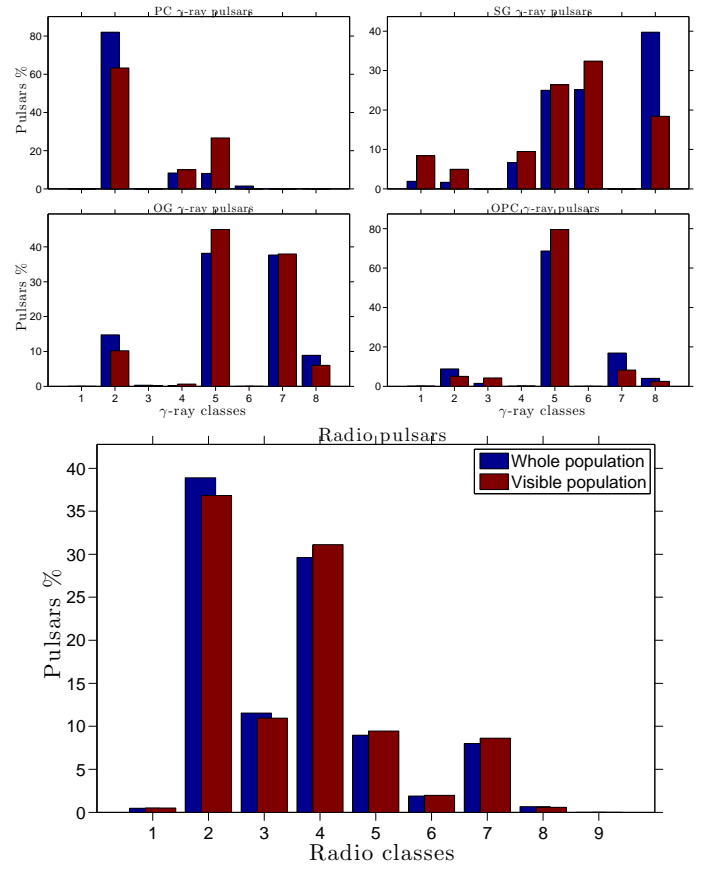 PC γ-ray pulsars
SG γ-ray pulsars
Pulsars %
80
60
40
20
0
40
30
20
10
0
OG γ-ray pulsars
OPC γ-ray pulsars
Pulsars %
40
30
20
10
0
80
60
40
20
0
1 2 3 4 5 6 7 8
1 2 3 4 5 6 7 8
γ-ray classes
γ-ray classes
Radio pulsars
Whole population
Visible population
Pulsars %
40
35
30
25
20
15
10
5
0
1 2 3 4 5 6 7 8 9
Radio classes